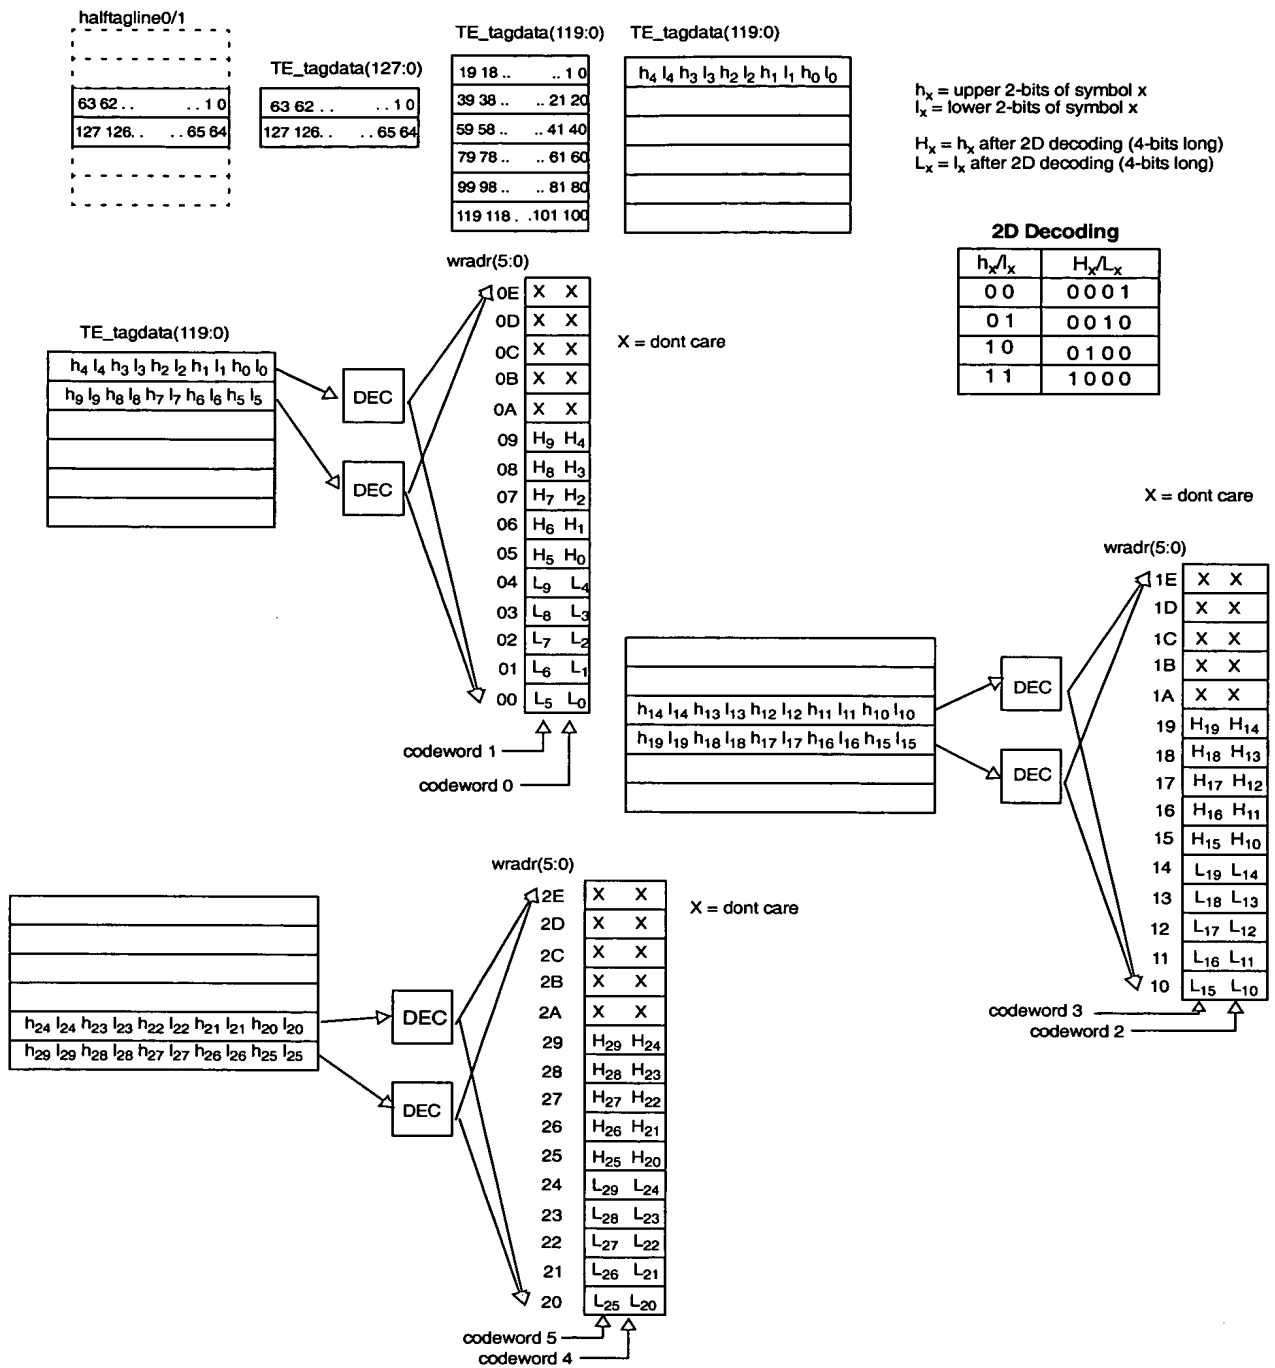 halftagline0/1
63 62 . . . . 1 0
127 126. . . . 65 64
TE_tagdata(127:0)
63 62 . . . . 1 0
127 126. . . . 65 64
TE_tagdata(119:0)
19 18 .. .. 1 0
39 38 .. .. 21 20
59 58 .. .. 41 40
79 78 .. .. 61 60
99 98 .. .. 81 80
119 118 . .101 100
TE_tagdata(119:0)
h4 l4 h3 l3 h2 l2 h1 l1 h0 l0
hx = upper 2-bits of symbol x
lx = lower 2-bits of symbol x
Hx = hx after 2D decoding (4-bits long)
Lx = lx after 2D decoding (4-bits long)
2D Decoding
hx/lx Hx/Lx
0 0 0 0 0 1
0 1 0 0 1 0
1 0 0 1 0 0
1 1 1 0 0 0
TE_tagdata(119:0)
h4 l4 h3 l3 h2 l2 h1 l1 h0 l0
h9 l9 h8 l8 h7 l7 h6 l6 h5 l5
DEC
DEC
wradr(5:0)
0E X X
0D X X
0C X X
0B X X
0A X X
09 H9 H4
08 H8 H3
07 H7 H2
06 H6 H1
05 H5 H0
04 L9 L4
03 L8 L3
02 L7 L2
01 L6 L1
00 L5 L0
codeword 1
codeword 0
X = dont care
h14 l14 h13 l13 h12 l12 h11 l11 h10 l10
h19 l19 h18 l18 h17 l17 h16 l16 h15 l15
DEC
DEC
X = dont care
wradr(5:0)
1E X X
1D X X
1C X X
1B X X
1A X X
19 H19 H14
18 H18 H13
17 H17 H12
16 H16 H11
15 H15 H10
14 L19 L14
13 L18 L13
12 L17 L12
11 L16 L11
10 L15 L10
codeword 3
codeword 2
h24 l24 h23 l23 h22 l22 h21 l21 h20 l20
h29 l29 h28 l28 h27 l27 h26 l26 h25 l25
DEC
DEC
wradr(5:0)
2E X X
2D X X
2C X X
2B X X
2A X X
29 H29 H24
28 H28 H23
27 H27 H22
26 H26 H21
25 H25 H20
24 L29 L24
23 L28 L23
22 L27 L22
21 L26 L21
20 L25 L20
codeword 5
codeword 4
X = dont care